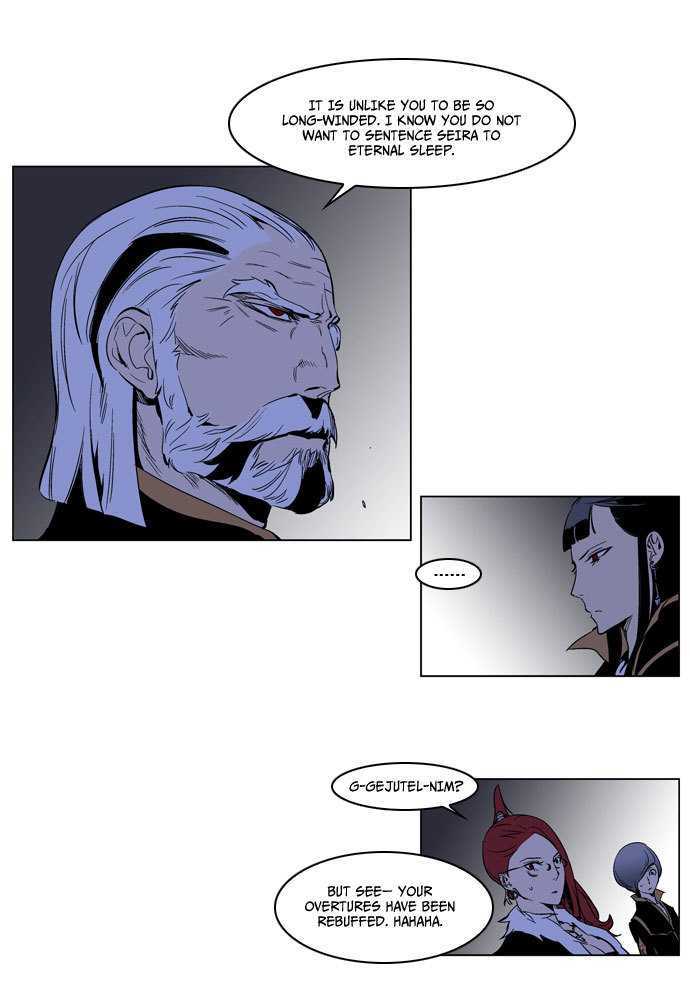 IT IS UNLIKE YOU TO BE SO
LONG-WINDED. I KNOW YOU DO NOT
WANT TO SENTENCE SEIRA TO
ETERNAL SLEEP.
------
G-GEJUTEL-NIM?
BUT SEE— YOUR
OVERTURES HAVE BEEN
REBUFFED. HAHAHA.